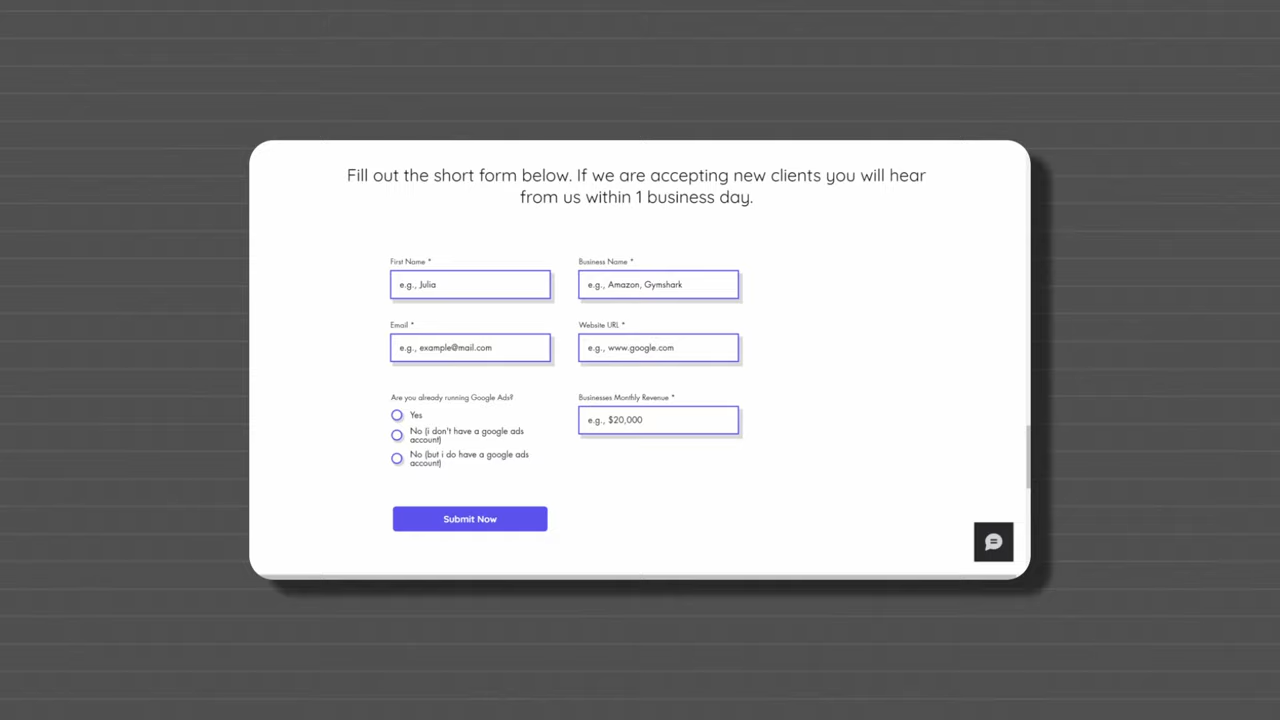 Fill out the short form below. If we are accepting new clients you will hear
from us within 1 business day.
First Name *
Business Name *
e.g., Julia
e.g., Amazon, Gymshark
Email *
Website URL *
e.g., example@mail.com
e.g., www.google.com
Are you already running Google Ads?
Businesses Monthly Revenue *
Yes
e.g., $20,000
No (i don't have a google ads
account)
No (but i do have a google ads
account)
Submit Now